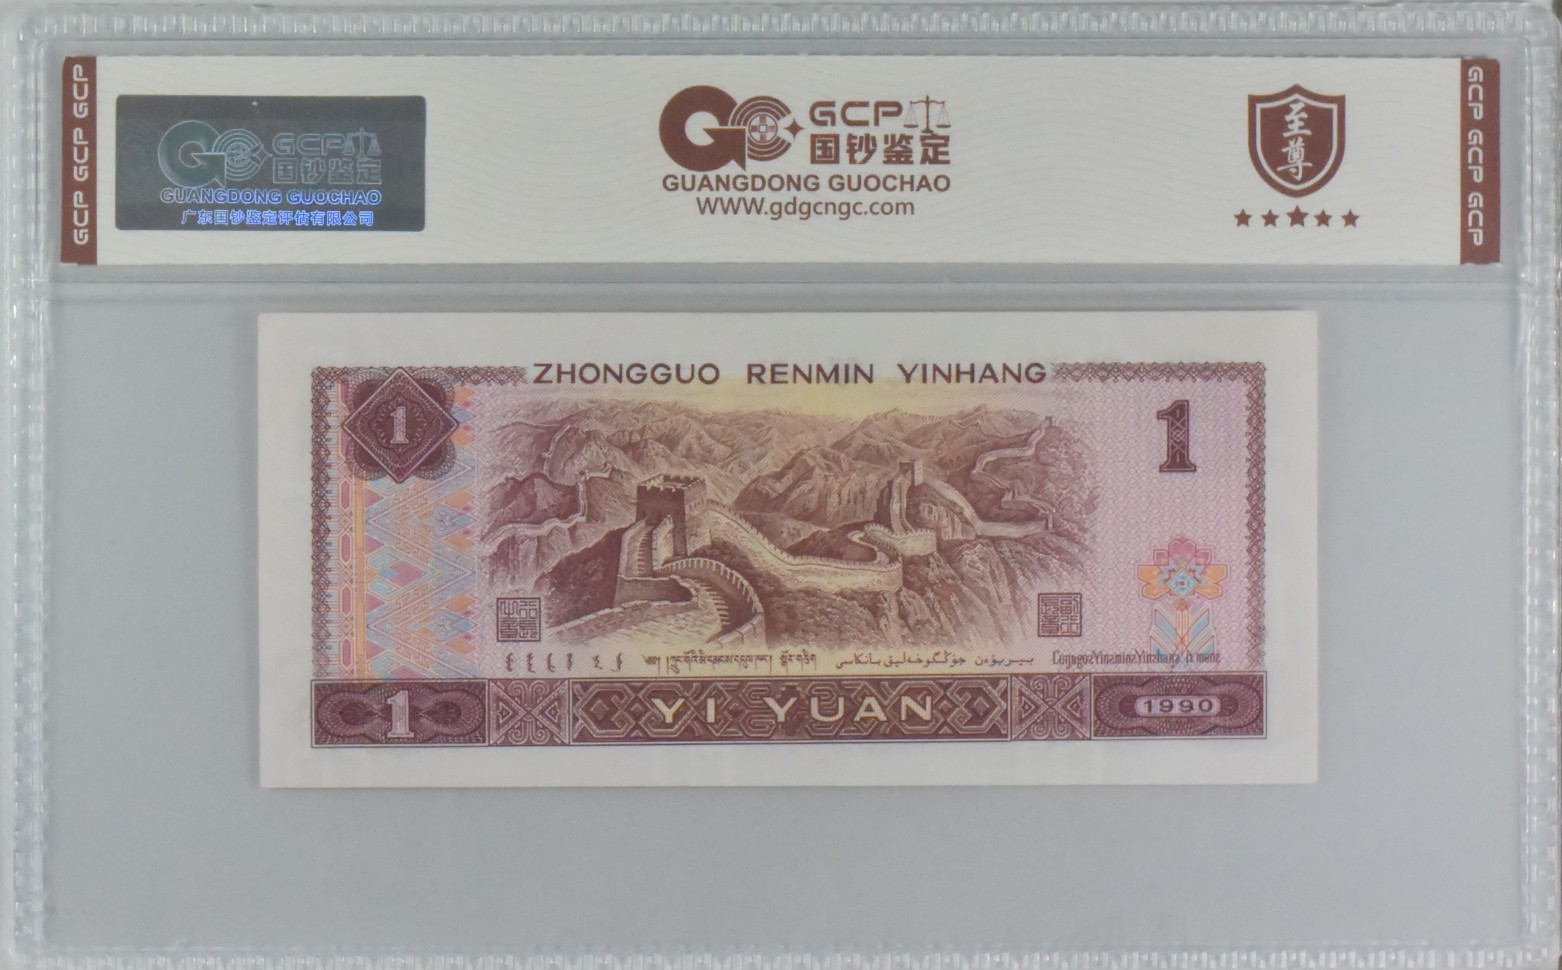 GCP GCP GCP
GCP
国钞鉴定
GUANGDONG GUOCHAO
广东国钞鉴定评估有限公司
GCP
国钞鉴定
GUANGDONG GUOCHAO
WWW.gdgcngc.com
至尊
GCP GCP GCP
ZHONGGUO RENMIN YINHANG
1
1
1
YI YUAN
1990